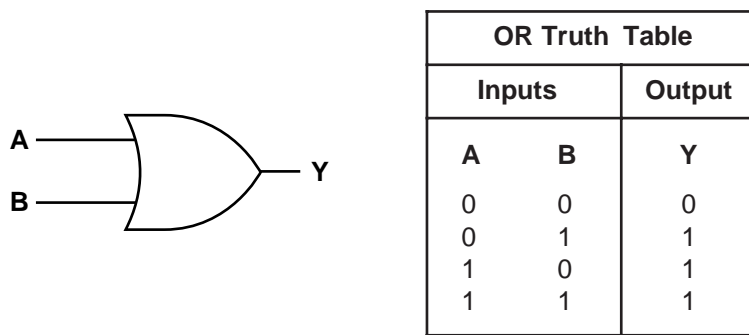 A
B
Y
OR Truth Table
Inputs Output
A B Y
0 0 0
0 1 1
1 0 1
1 1 1